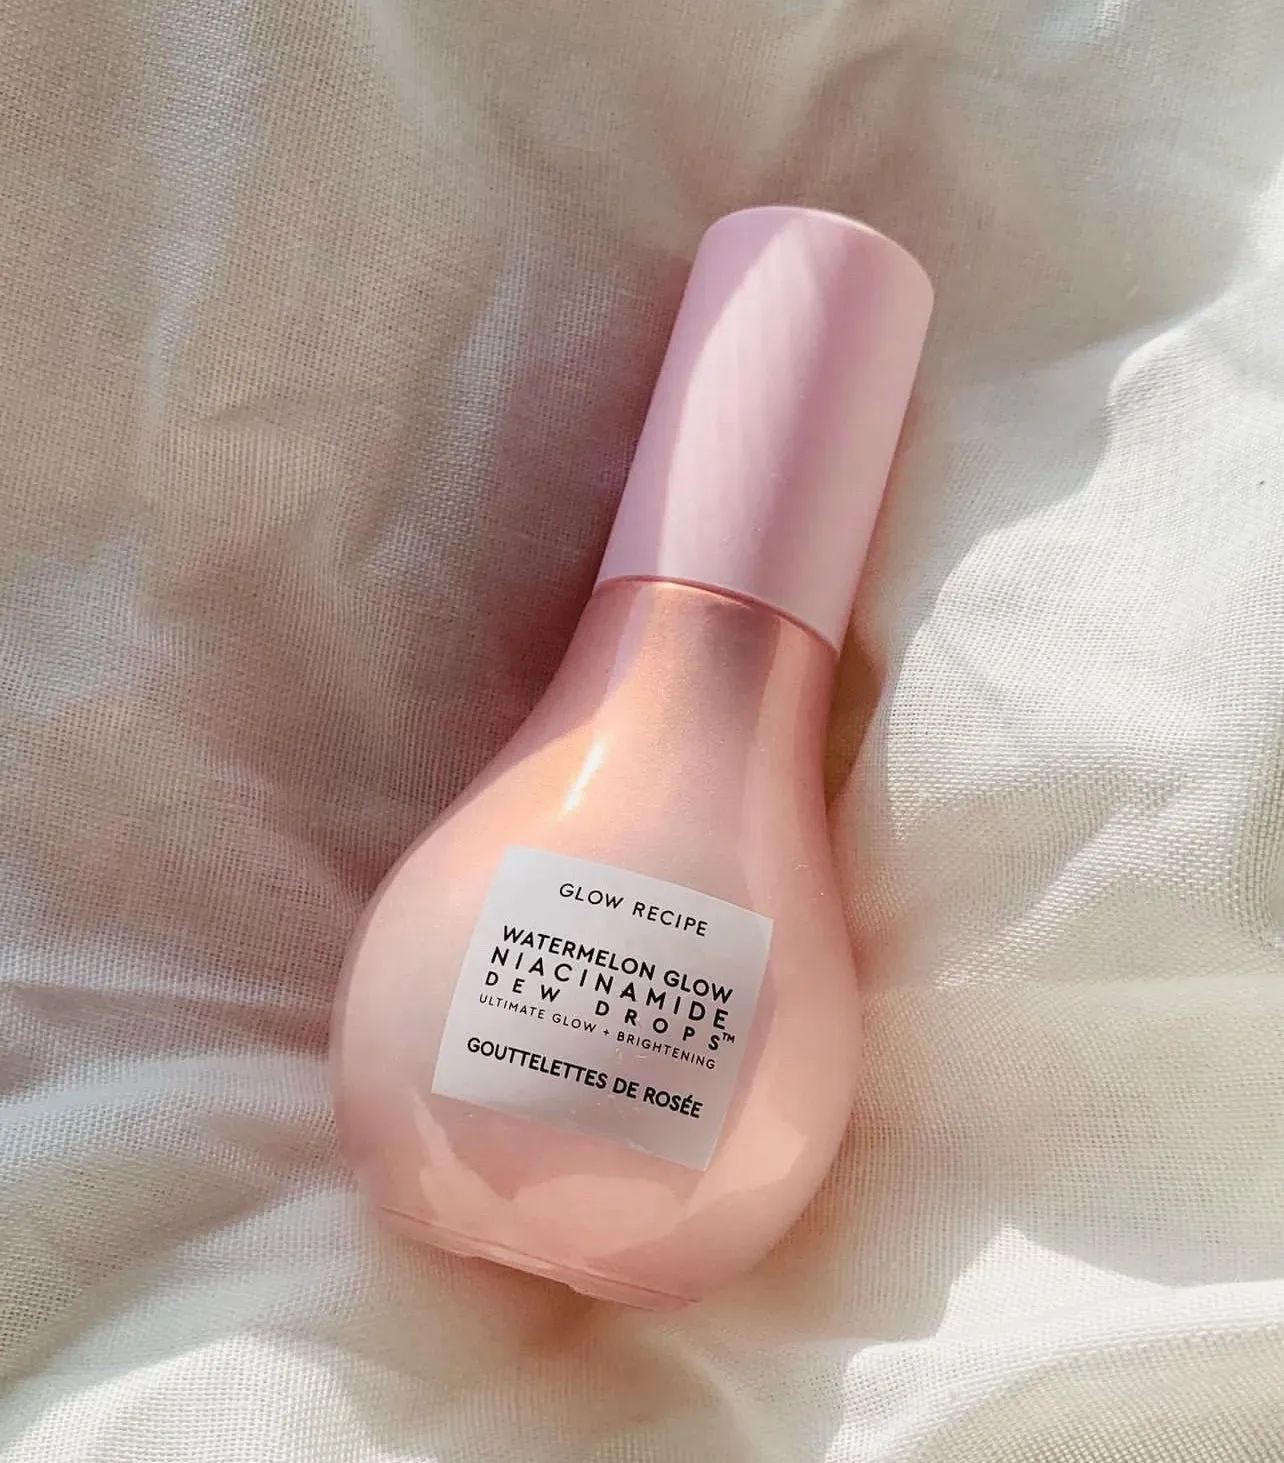 GLOW RECIPE
WATERMELON GLOW
NIACINAMIDE
DEW DROPS™
ULTIMATE GLOW + BRIGHTENING
GOUTTELETTES DE ROSÉE